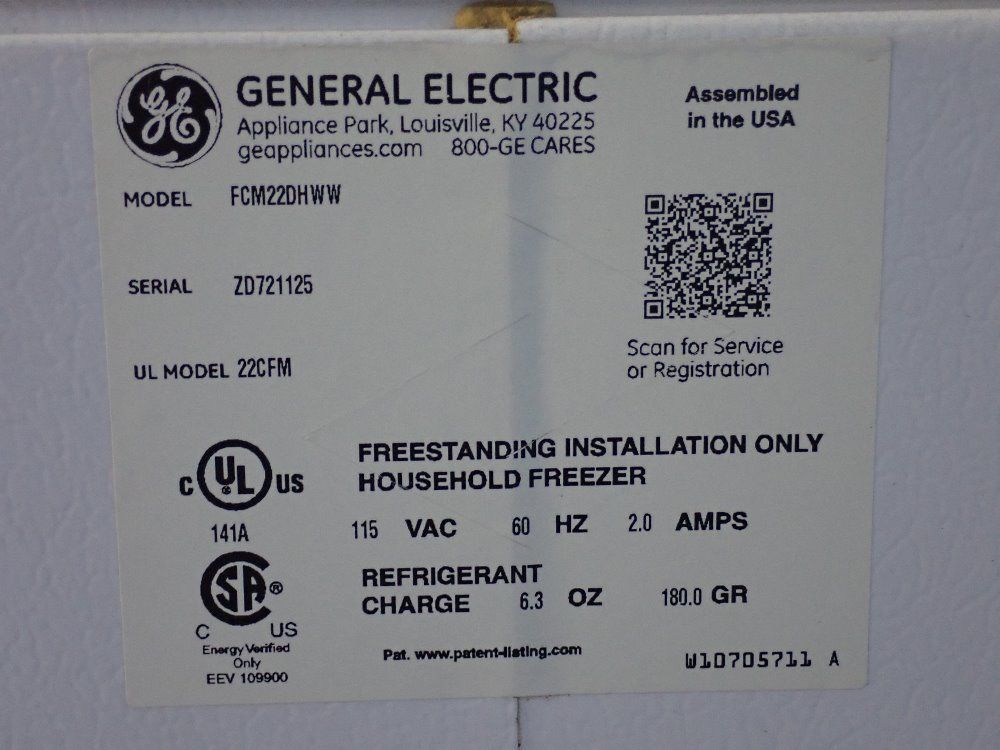 GE
GENERAL ELECTRIC
Appliance Park, Louisville, KY 40225
geappliances.com 800-GE CARES
Assembled
in the USA
MODEL FCM22DHWW
SERIAL ZD721125
UL MODEL 22CFM
Scan for Service
or Registration
C UL ® US
141A
FREESTANDING INSTALLATION ONLY
HOUSEHOLD FREEZER
115 VAC 60 HZ 2.0 AMPS
SA ®
C US
Energy Verified
Only
EEV 109900
REFRIGERANT
CHARGE 6.3 OZ 180.0 GR
Pat. www.patent-listing.com
W10705711 A